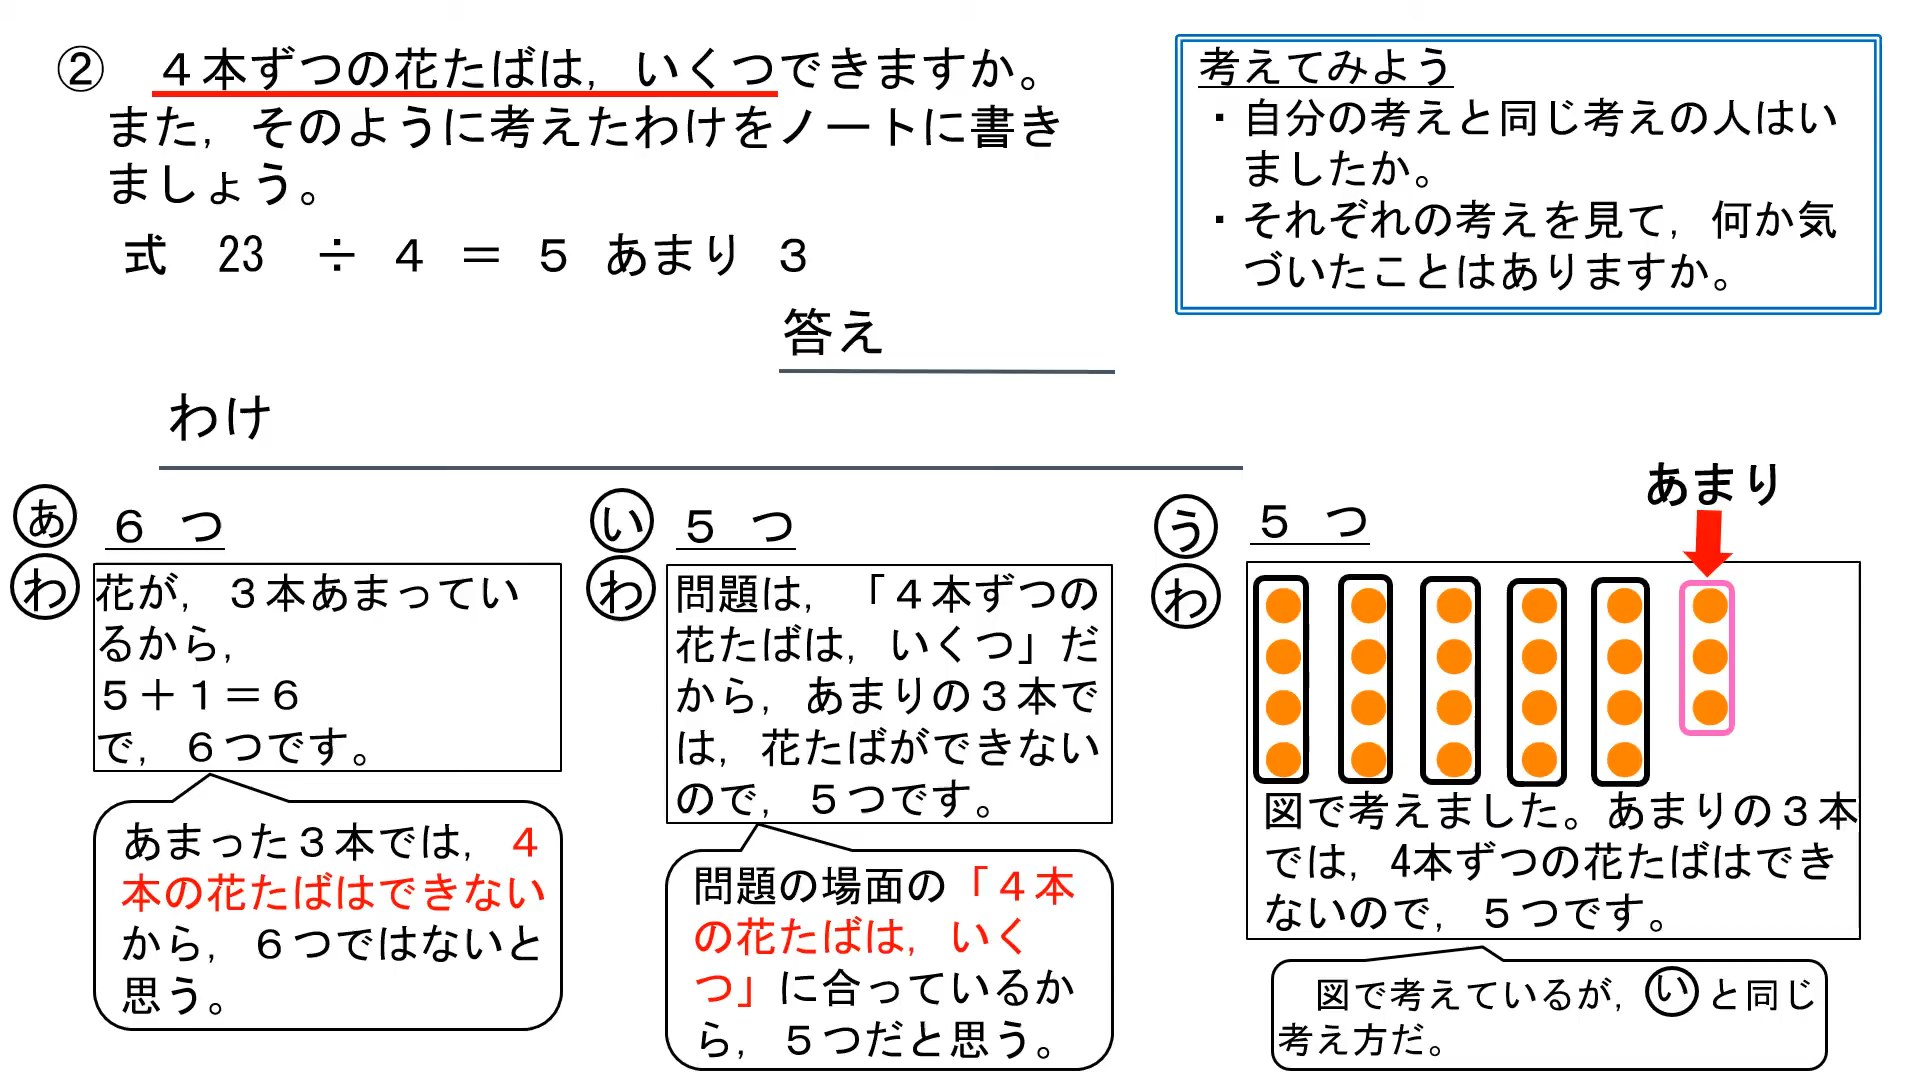 ② ４本ずつの花たばは，いくつできますか。
また，そのように考えたわけをノートに書き
ましょう。
式 23 ÷ 4 ＝ 5 あまり 3
答え
わけ
考えてみよう
・自分の考えと同じ考えの人はい
ましたか。
・それぞれの考えを見て，何か気
づいたことはありますか。
あ ６ つ
わ
花が，３本あまってい
るから，
５＋１＝６
で，６つです。
あまった３本では，４
本の花たばはできない
から，６つではないと
思う。
い ５ つ
わ
問題は，「４本ずつの
花たばは，いくつ」だ
から，あまりの３本で
は，花たばができない
ので，５つです。
問題の場面の「４本
の花たばは，いく
つ」に合っているか
ら，５つだと思う。
う ５ つ
わ
あまり
図で考えました。あまりの３本
では，4本ずつの花たばはでき
ないので，５つです。
図で考えているが，い と同じ
考え方だ。